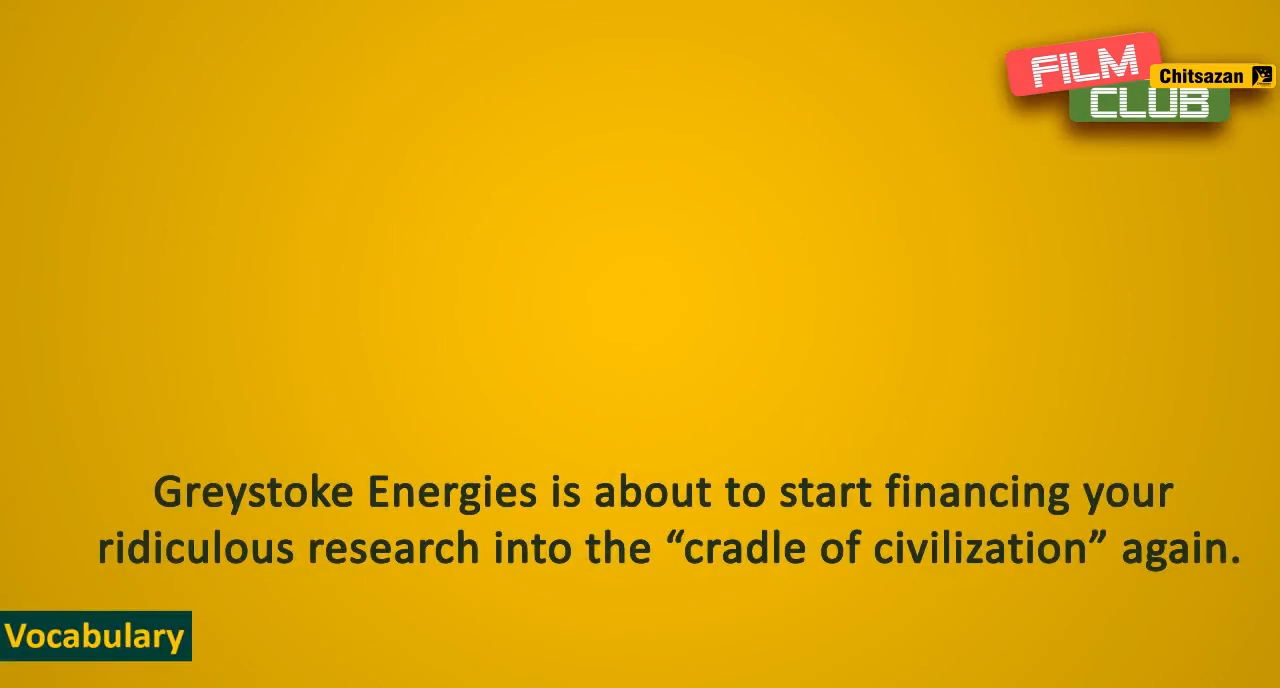 FILM
Chitsazan
CLUB
Greystoke Energies is about to start financing your
ridiculous research into the “cradle of civilization” again.
Vocabulary